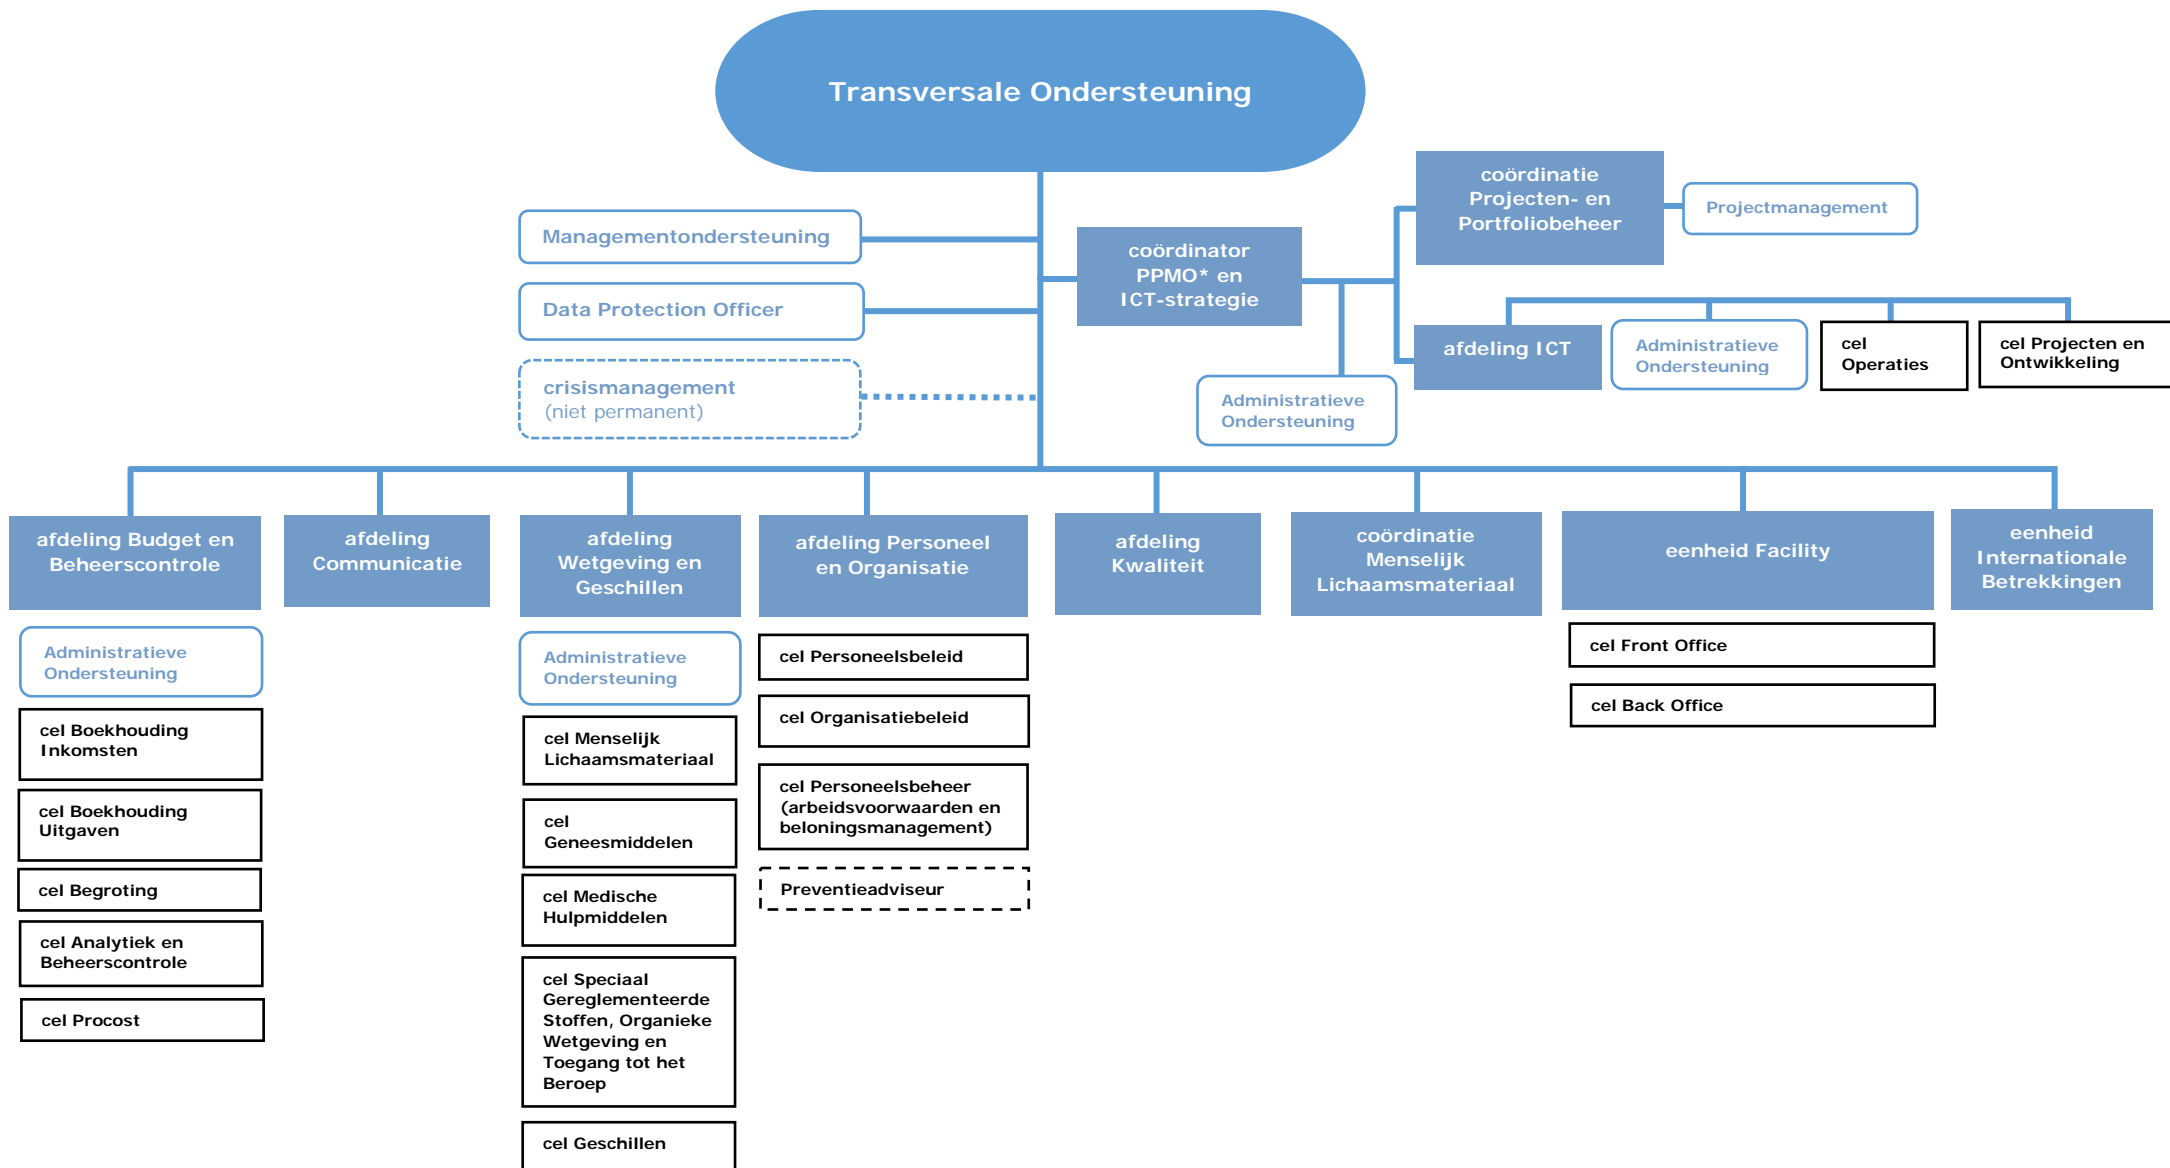 Transversale Ondersteuning
coördinatie
Projecten- en
Portfoliobeheer
Projectmanagement
Managementondersteuning
coördinator
PPMO* en
ICT-strategie
Data Protection Officer
afdeling ICT
Administratieve
Ondersteuning
cel
Operaties
cel Projecten en
Ontwikkeling
crisismanagement
(niet permanent)
Administratieve
Ondersteuning
afdeling Budget en
Beheerscontrole
afdeling
Communicatie
afdeling
Wetgeving en
Geschillen
afdeling Personeel
en Organisatie
afdeling
Kwaliteit
coördinatie
Menselijk
Lichaamsmateriaal
eenheid Facility
eenheid
Internationale
Betrekkingen
Administratieve
Ondersteuning
cel Boekhouding
Inkomsten
cel Boekhouding
Uitgaven
cel Begroting
cel Analytiek en
Beheerscontrole
cel Procost
Administratieve
Ondersteuning
cel Menselijk
Lichaamsmateriaal
cel
Geneesmiddelen
cel Medische
Hulpmiddelen
cel Speciaal
Gereglementeerde
Stoffen, Organieke
Wetgeving en
Toegang tot het
Beroep
cel Geschillen
cel Personeelsbeleid
cel Organisatiebeleid
cel Personeelsbeheer
(arbeidsvoorwaarden en
beloningsmanagement)
Preventieadviseur
cel Front Office
cel Back Office